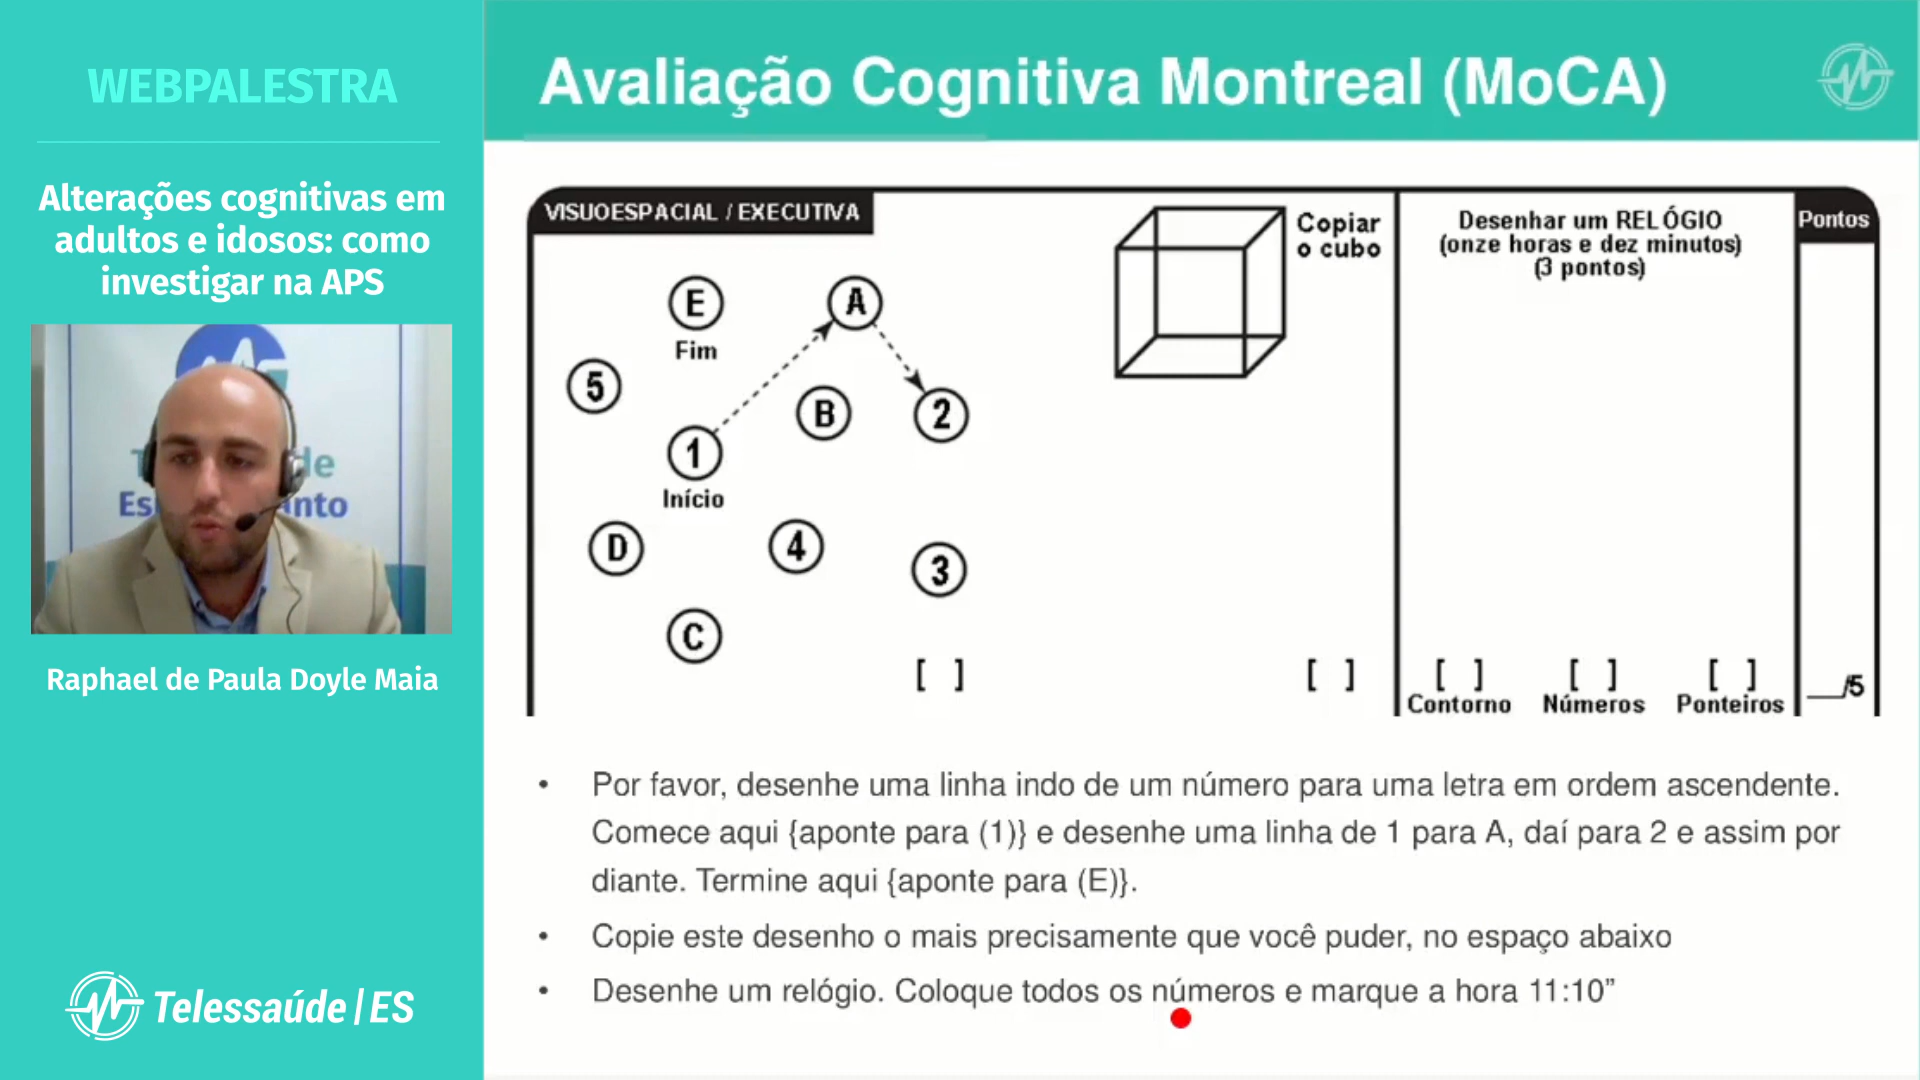 WEBPALESTRA
Alterações cognitivas em
adultos e idosos: como
investigar na APS
Raphael de Paula Doyle Maia
Telessaúde|ES
Avaliação Cognitiva Montreal (MoCA)
VISUOESPACIAL / EXECUTIVA
E
Fim
A
5
B
2
1
Início
D
4
3
C
[ ]
Copiar
o cubo
[ ]
Desenhar um RELÓGIO
(onze horas e dez minutos)
(3 pontos)
[ ] [ ] [ ]
Contorno Números Ponteiros
Pontos
___/5
• Por favor, desenhe uma linha indo de um número para uma letra em ordem ascendente.
Comece aqui {aponte para (1)} e desenhe uma linha de 1 para A, daí para 2 e assim por
diante. Termine aqui {aponte para (E)}.
• Copie este desenho o mais precisamente que você puder, no espaço abaixo
• Desenhe um relógio. Coloque todos os números e marque a hora 11:10”